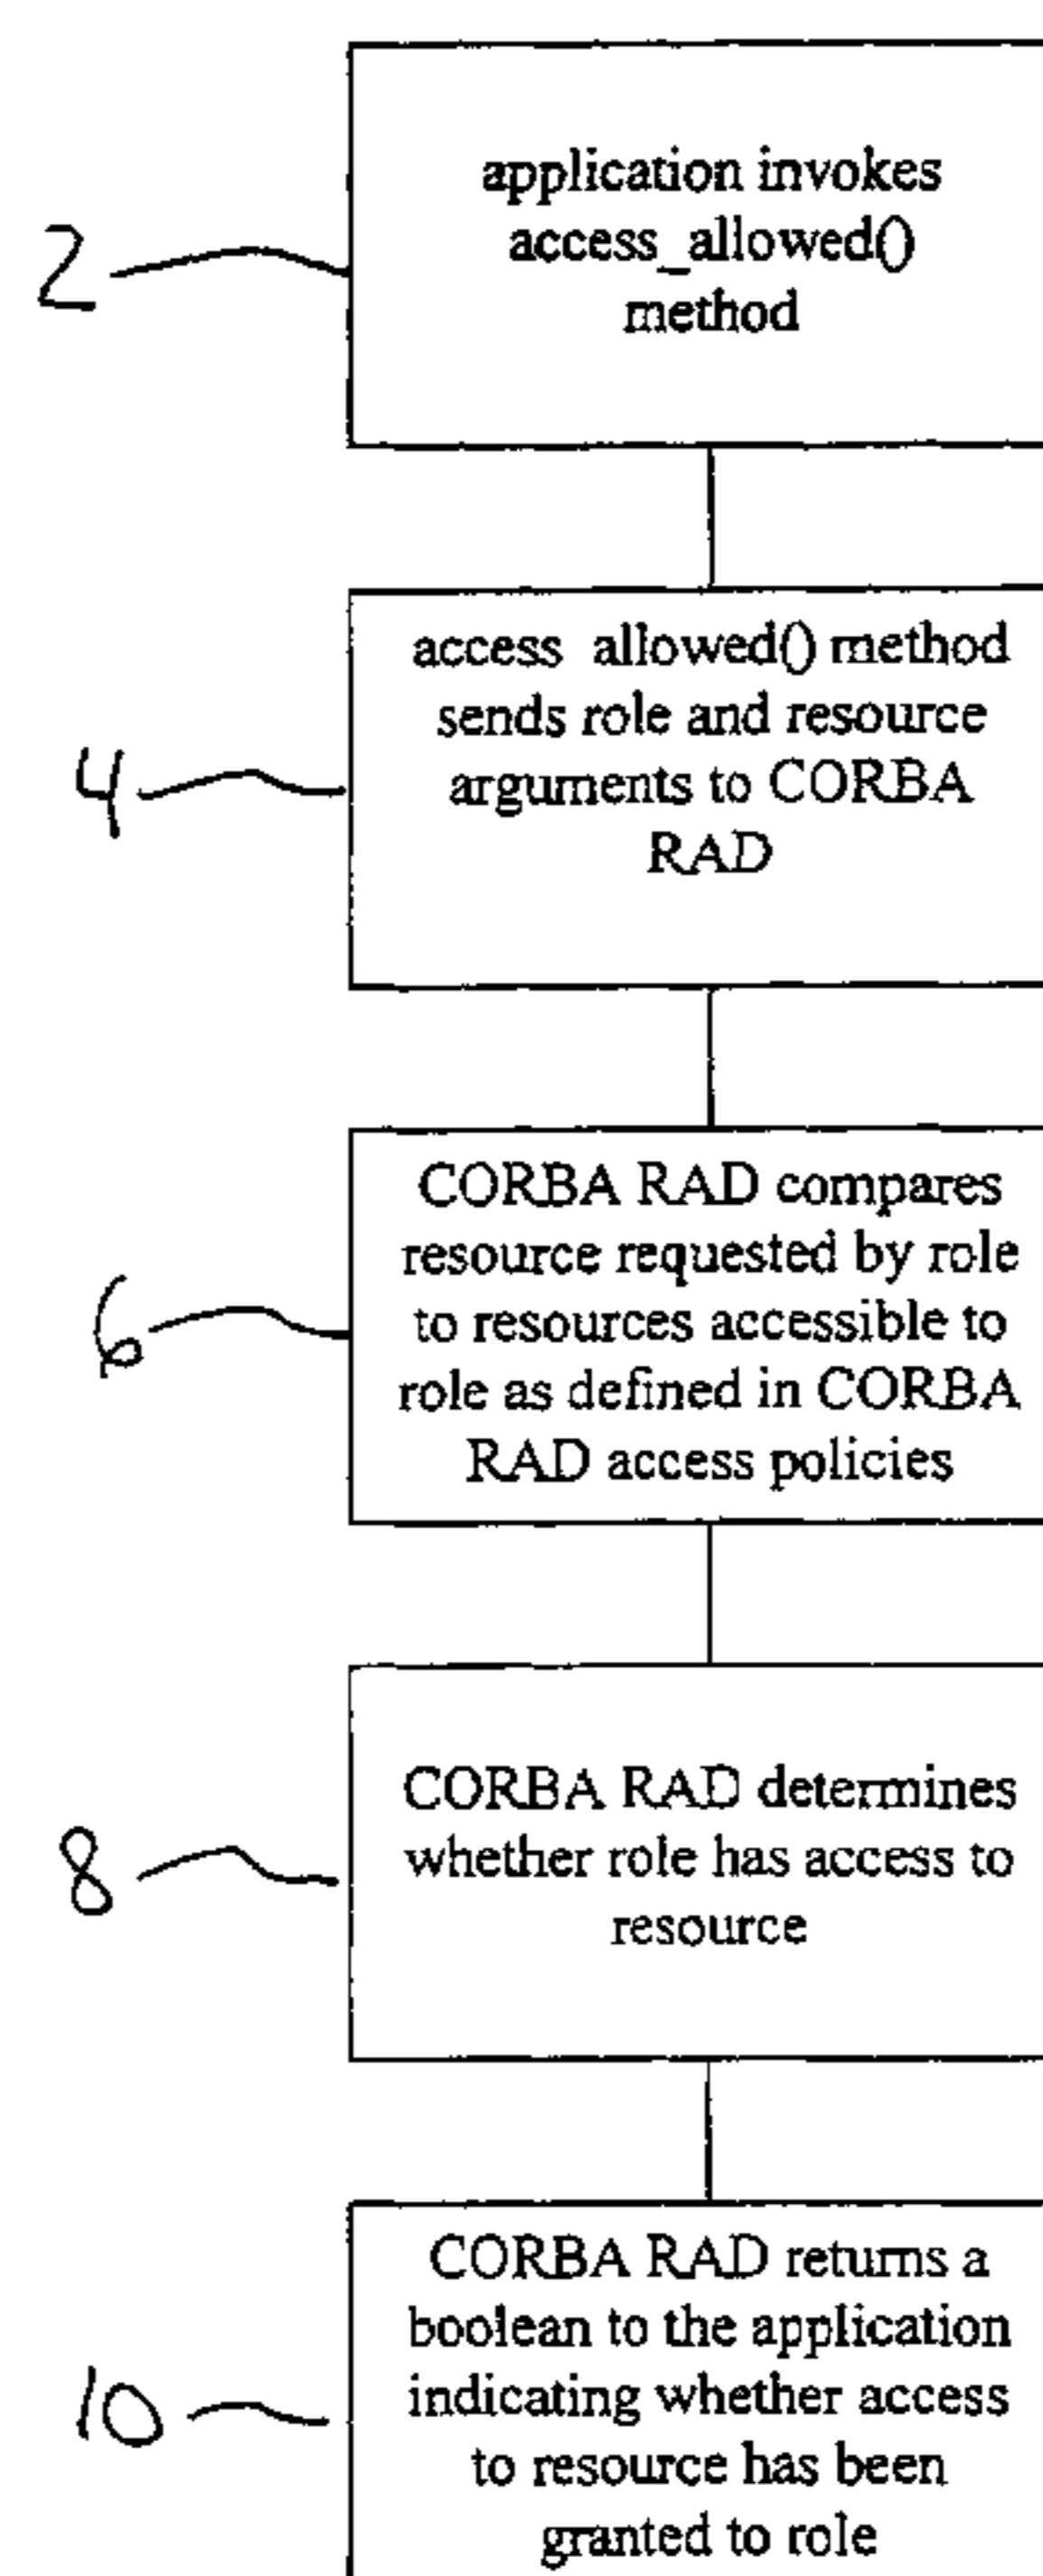 application invokes
2
access_allowed()
method
access allowed() method
sends role and resource
4
arguments to CORBA
RAD
CORBA RAD compares
resource requested by role
6
to resources accessible to
role as defined in CORBA
RAD access policies
CORBA RAD determines
8
whether role has access to
resource
CORBA RAD returns a
boolean to the application
10
indicating whether access
to resource has been
granted to role